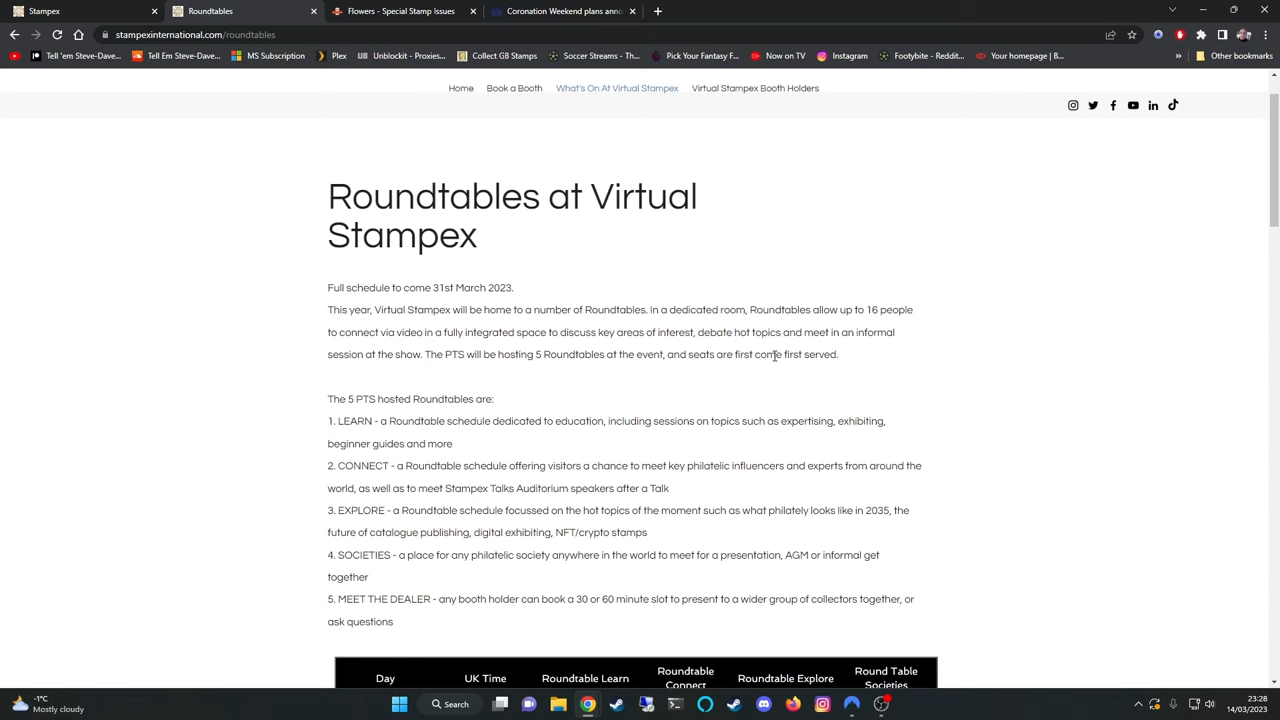 Stampex
Roundtables
Flowers - Special Stamp Issues
Coronation Weekend plans anno
stampexinternational.com/roundtables
Tell 'em Steve-Dave...
Tell Em Steve-Dave...
MS Subscription
Plex
Unblockit - Proxies...
Collect GB Stamps
Soccer Streams - Th...
Pick Your Fantasy F...
Now on TV
Instagram
Footybite - Reddit...
Your homepage | B...
Other bookmarks
Home
Book a Booth
What's On At Virtual Stampex
Virtual Stampex Booth Holders
Roundtables at Virtual
Stampex
Full schedule to come 31st March 2023.
This year, Virtual Stampex will be home to a number of Roundtables. In a dedicated room, Roundtables allow up to 16 people
to connect via video in a fully integrated space to discuss key areas of interest, debate hot topics and meet in an informal
session at the show. The PTS will be hosting 5 Roundtables at the event, and seats are first come first served.
The 5 PTS hosted Roundtables are:
1. LEARN - a Roundtable schedule dedicated to education, including sessions on topics such as expertising, exhibiting,
beginner guides and more
2. CONNECT - a Roundtable schedule offering visitors a chance to meet key philatelic influencers and experts from around the
world, as well as to meet Stampex Talks Auditorium speakers after a Talk
3. EXPLORE - a Roundtable schedule focussed on the hot topics of the moment such as what philately looks like in 2035, the
future of catalogue publishing, digital exhibiting, NFT/crypto stamps
4. SOCIETIES - a place for any philatelic society anywhere in the world to meet for a presentation, AGM or informal get
together
5. MEET THE DEALER - any booth holder can book a 30 or 60 minute slot to present to a wider group of collectors together, or
ask questions
Day
UK Time
Roundtable Learn
Roundtable
Connect
Roundtable Explore
Round Table
Societies
-1°C
Mostly cloudy
Search
23:28
14/03/2023